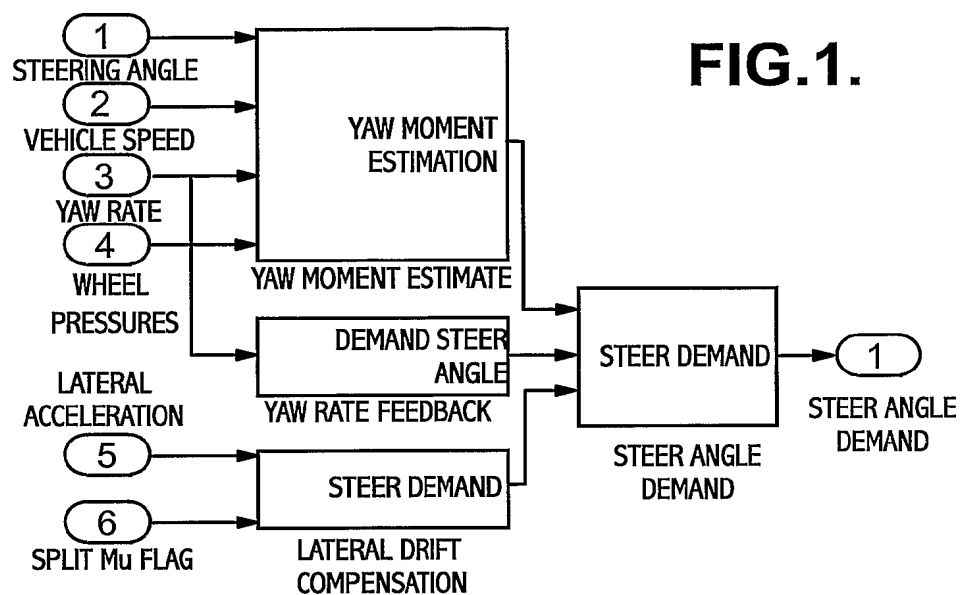 FIG.1.
1
STEERING ANGLE
2
VEHICLE SPEED
3
YAW RATE
4
WHEEL
PRESSURES
LATERAL
ACCELERATION
5
6
SPLIT Mu FLAG
YAW MOMENT
ESTIMATION
YAW MOMENT ESTIMATE
DEMAND STEER
ANGLE
YAW RATE FEEDBACK
STEER DEMAND
LATERAL DRIFT
COMPENSATION
STEER DEMAND
STEER ANGLE
DEMAND
1
STEER ANGLE
DEMAND